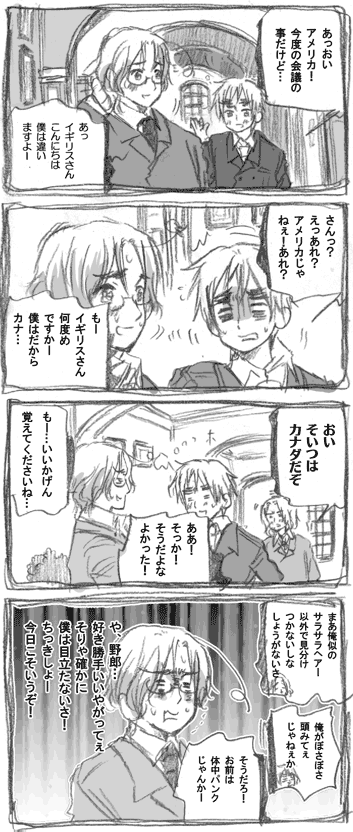 あっおい
アメリカ！
今度の会議の
事だけど…
あっ
イギリスさん
こんにちは
僕は違い
ますよー
さんっ？
えっあれ？
アメリカじゃ
ねぇ！あれ？
もー
イギリスさん
何度め
ですかー
僕はだから
カナ…
おい
そいつは
カナダだぞ
ああ！
そっか！
そうだよな
よかった！
もー…いいかげん
覚えてくださいね…
まあ俺似の
サラサラヘアー
以外で見分け
つかないしな
しょうがないさ
俺がぼさぼさ
頭みてぇ
じゃねぇか
そうだろ！
お前は
体中バンク
じゃんかー
や、野郎…
好き勝手いいやがってぇ
そりゃ確かに
僕は目立たないさ！
ちっきしょー
今日こそいうぞ！